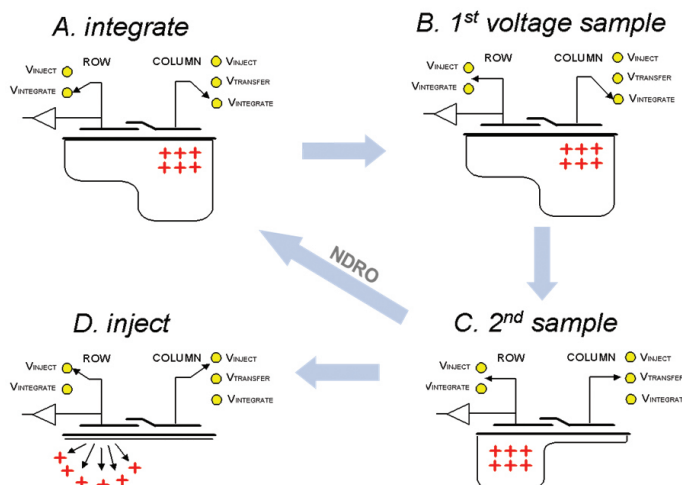 A. integrate
ROW
COLUMN
VINJECT
VINTEGRATE
VINJECT
VTRANSFER
VINTEGRATE
B. 1st voltage sample
ROW
COLUMN
VINJECT
VINTEGRATE
VINJECT
VTRANSFER
VINTEGRATE
NDRO
D. inject
ROW
COLUMN
VINJECT
VINTEGRATE
VINJECT
VTRANSFER
VINTEGRATE
C. 2nd sample
ROW
COLUMN
VINJECT
VINTEGRATE
VINJECT
VTRANSFER
VINTEGRATE